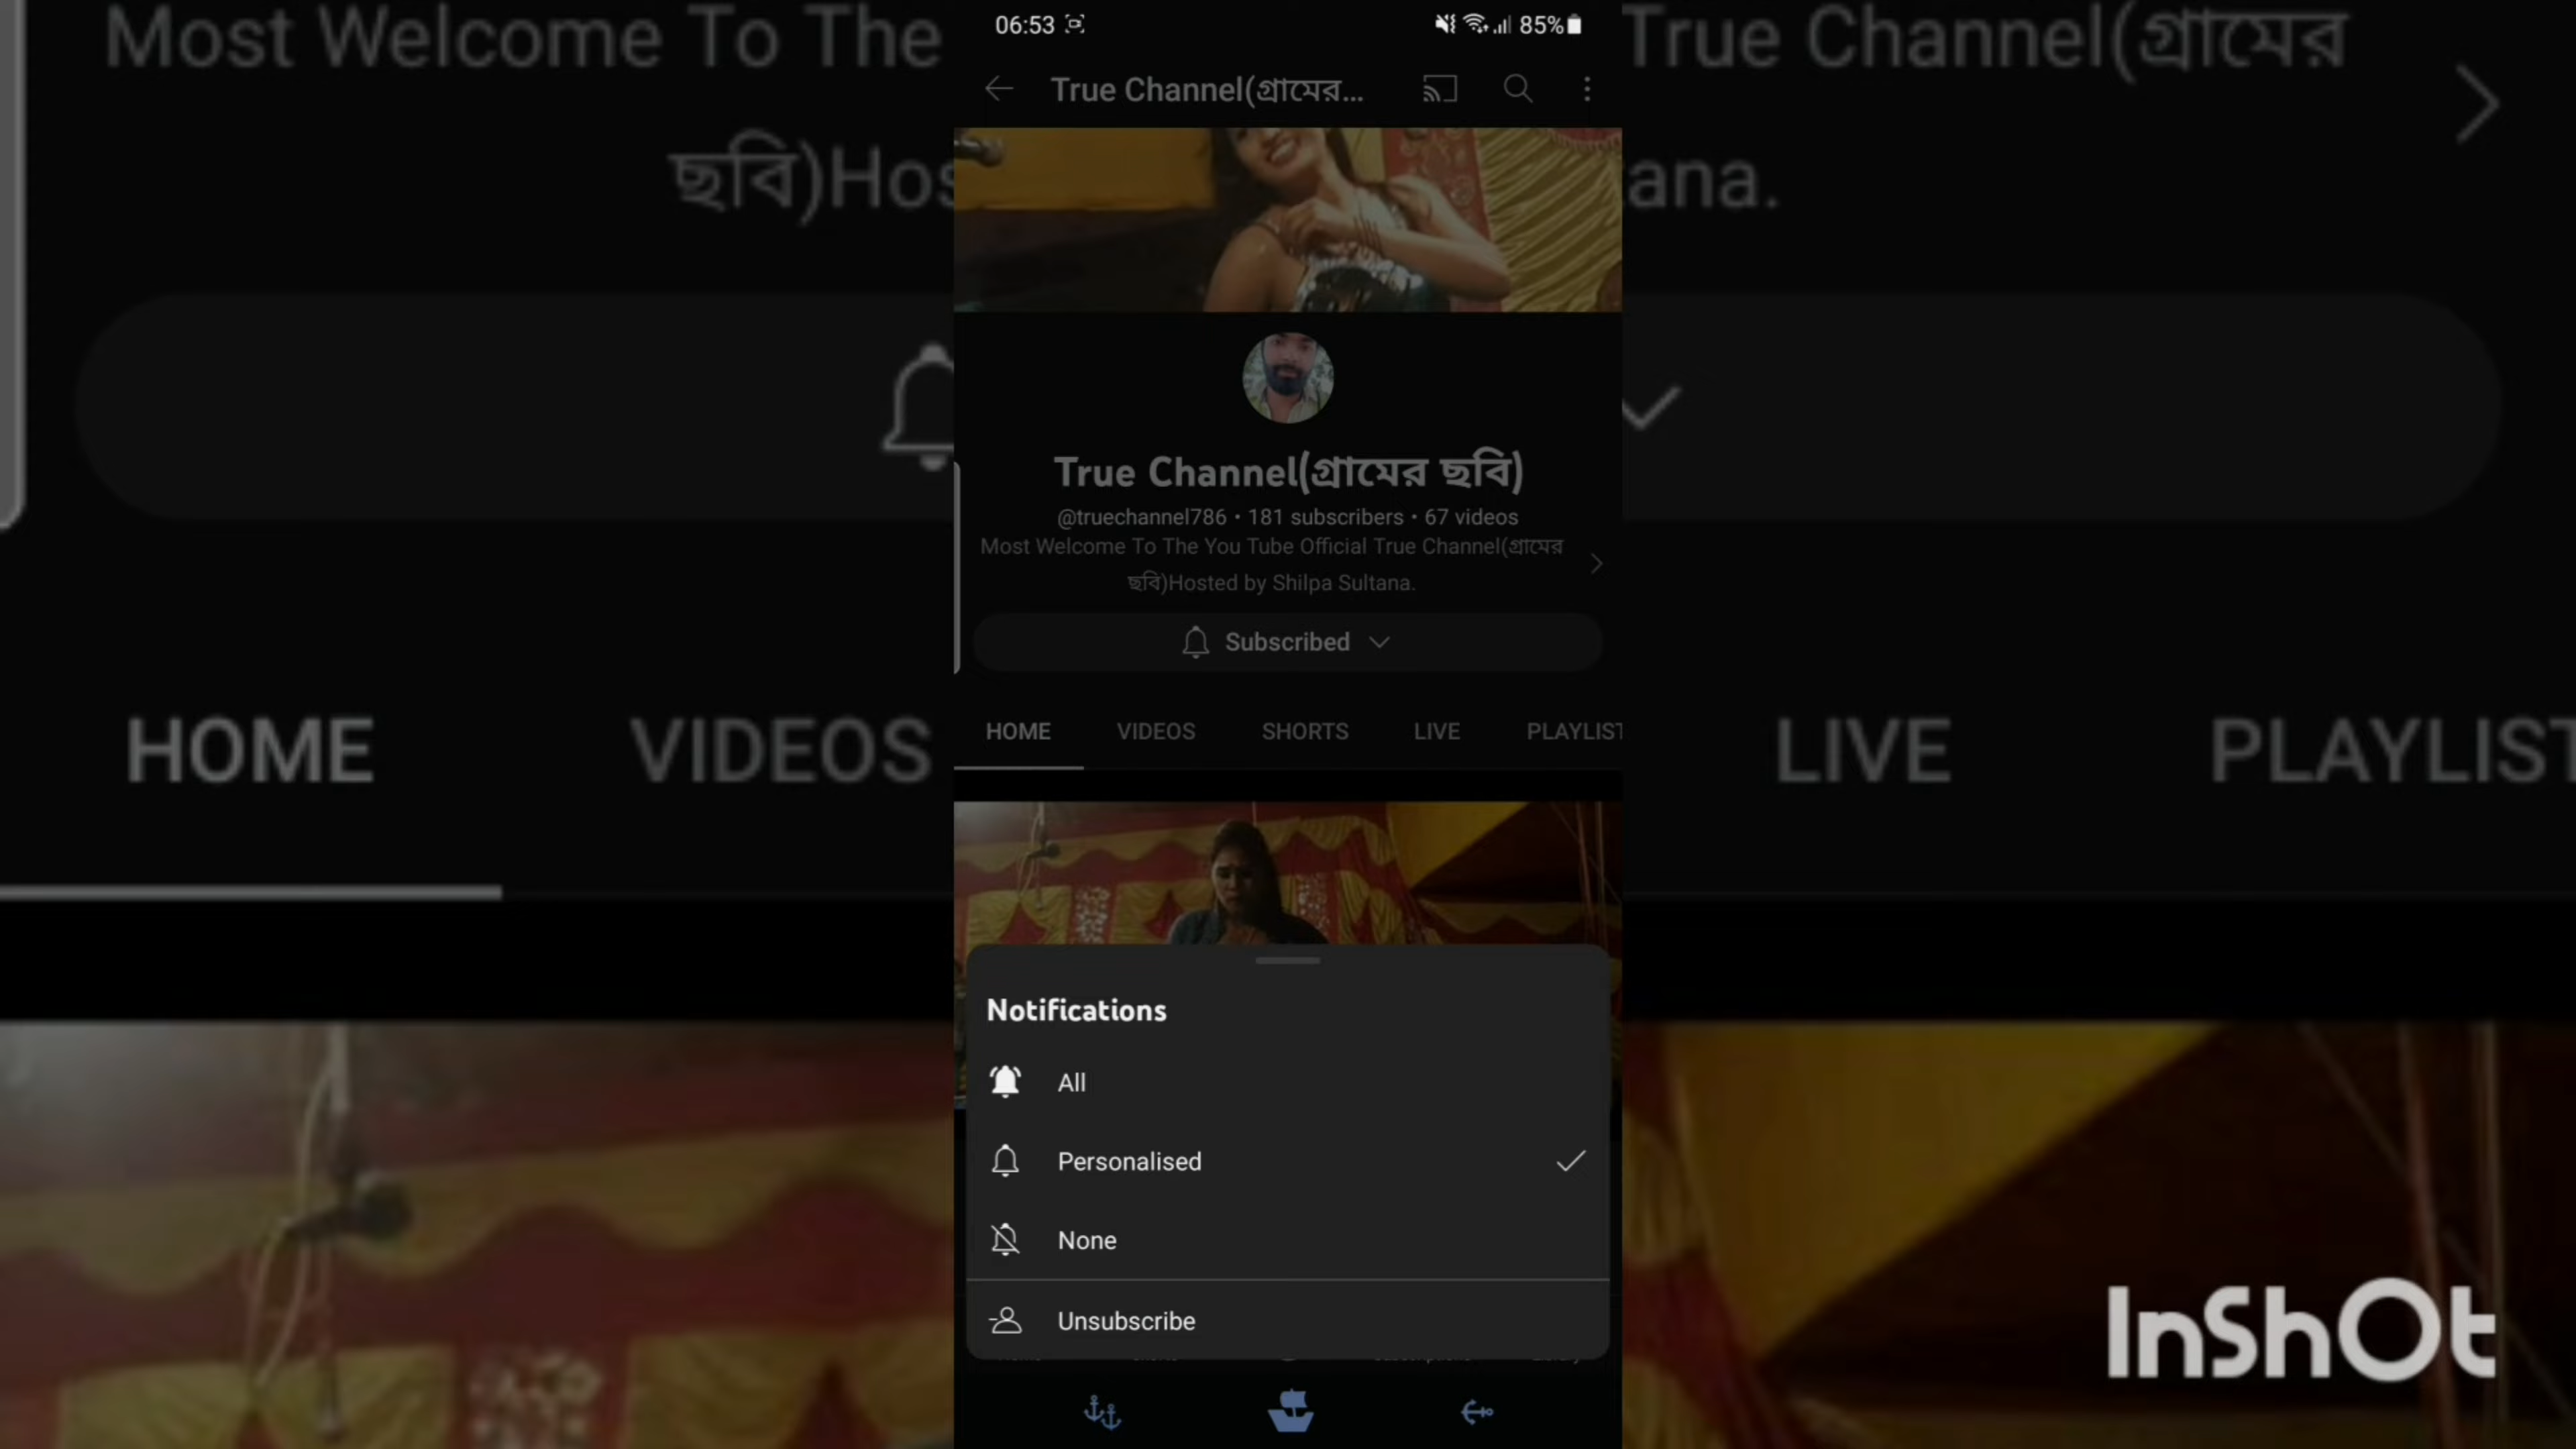 Most Welcome To The
True Channel(গ্রামের
ছবি)Hos
tana.
HOME
VIDEOS
LIVE
PLAYLIST
06:53
85%
True Channel(গ্রামের...
True Channel(গ্রামের ছবি)
@truechannel786 • 181 subscribers • 67 videos
Most Welcome To The You Tube Official True Channel(গ্রামের
ছবি)Hosted by Shilpa Sultana.
Subscribed
HOME
VIDEOS
SHORTS
LIVE
PLAYLIST
Notifications
All
Personalised
None
Unsubscribe
InShOt